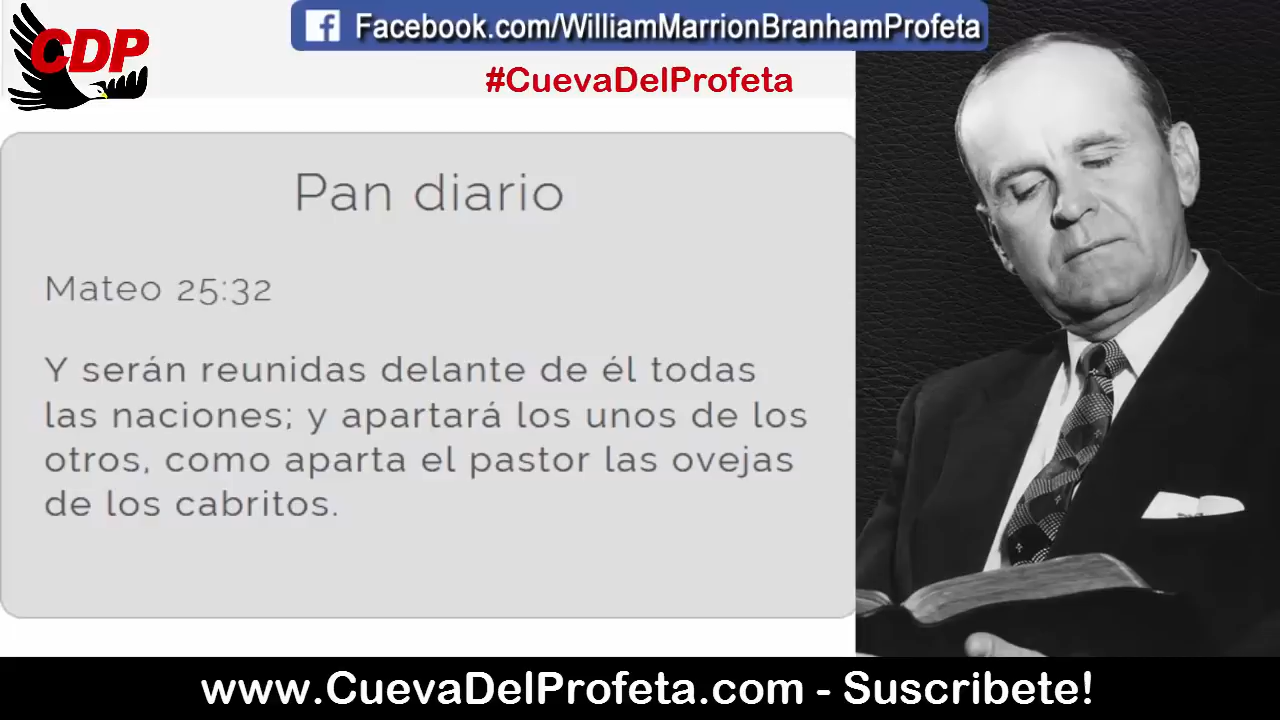 CDP
Facebook.com/WilliamMarrionBranhamProfeta
#CuevaDelProfeta
Pan diario
Mateo 25:32
Y serán reunidas delante de él todas
las naciones; y apartará los unos de los
otros, como aparta el pastor las ovejas
de los cabritos.
www.CuevaDelProfeta.com - Suscribete!